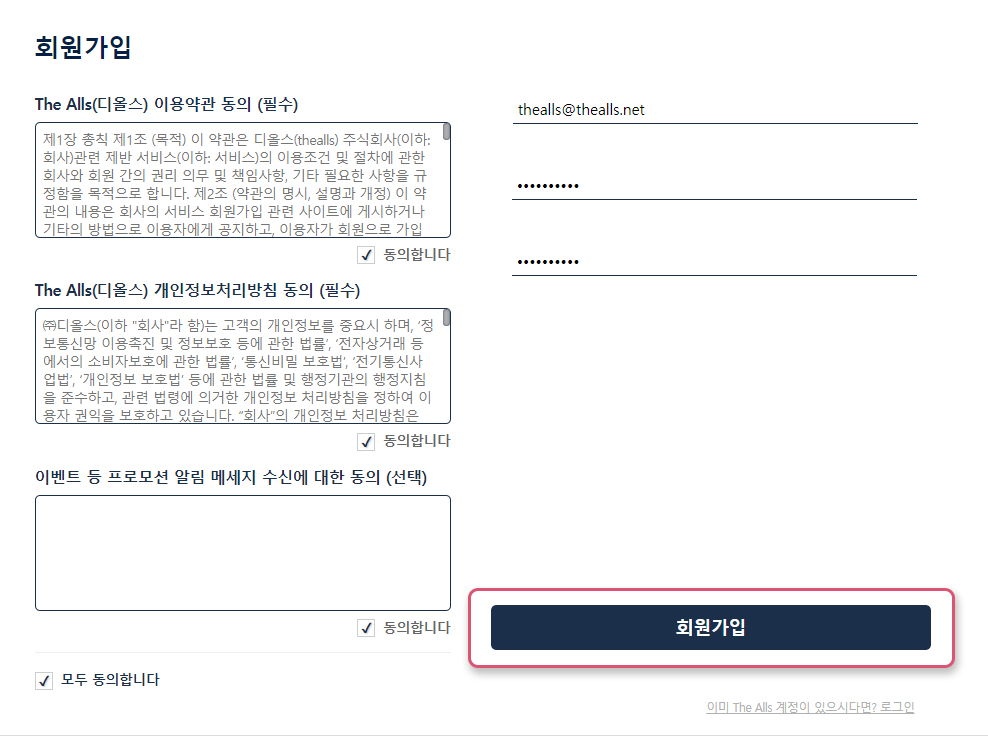 회원가입
The Alls(디올스) 이용약관 동의 (필수)
제1장 총칙 제1조 (목적) 이 약관은 디올스(thealls) 주식회사(이하:
회사)관련 제반 서비스(이하: 서비스)의 이용조건 및 절차에 관한
회사와 회원 간의 권리 의무 및 책임사항, 기타 필요한 사항을 규
정함을 목적으로 합니다. 제2조 (약관의 명시, 설명과 개정) 이 약
관의 내용은 회사의 서비스 회원가입 관련 사이트에 게시하거나
기타의 방법으로 이용자에게 공지하고, 이용자가 회원으로 가입
동의합니다
The Alls(디올스) 개인정보처리방침 동의 (필수)
㈜디올스(이하 "회사"라 함)는 고객의 개인정보를 중요시 하며, ‘정
보통신망 이용촉진 및 정보보호 등에 관한 법률’, ‘전자상거래 등
에서의 소비자보호에 관한 법률’, ‘통신비밀 보호법’, ‘전기통신사
업법’, ‘개인정보 보호법’ 등에 관한 법률 및 행정기관의 행정지침
을 준수하고, 관련 법령에 의거한 개인정보 처리방침을 정하여 이
용자 권익을 보호하고 있습니다. “회사”의 개인정보 처리방침은
동의합니다
이벤트 등 프로모션 알림 메세지 수신에 대한 동의 (선택)
동의합니다
모두 동의합니다
thealls@thealls.net
••••••••••
••••••••••
회원가입
이미 The Alls 계정이 있으시다면? 로그인